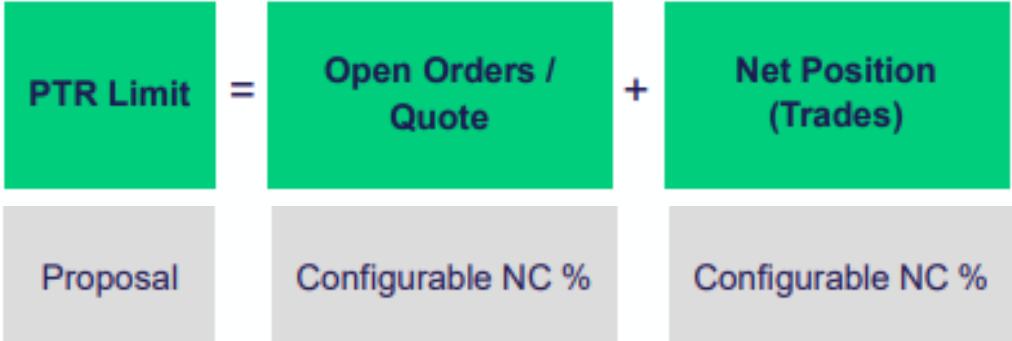 PTR Limit = Open Orders / Quote + Net Position (Trades)
Proposal Configurable NC % Configurable NC %